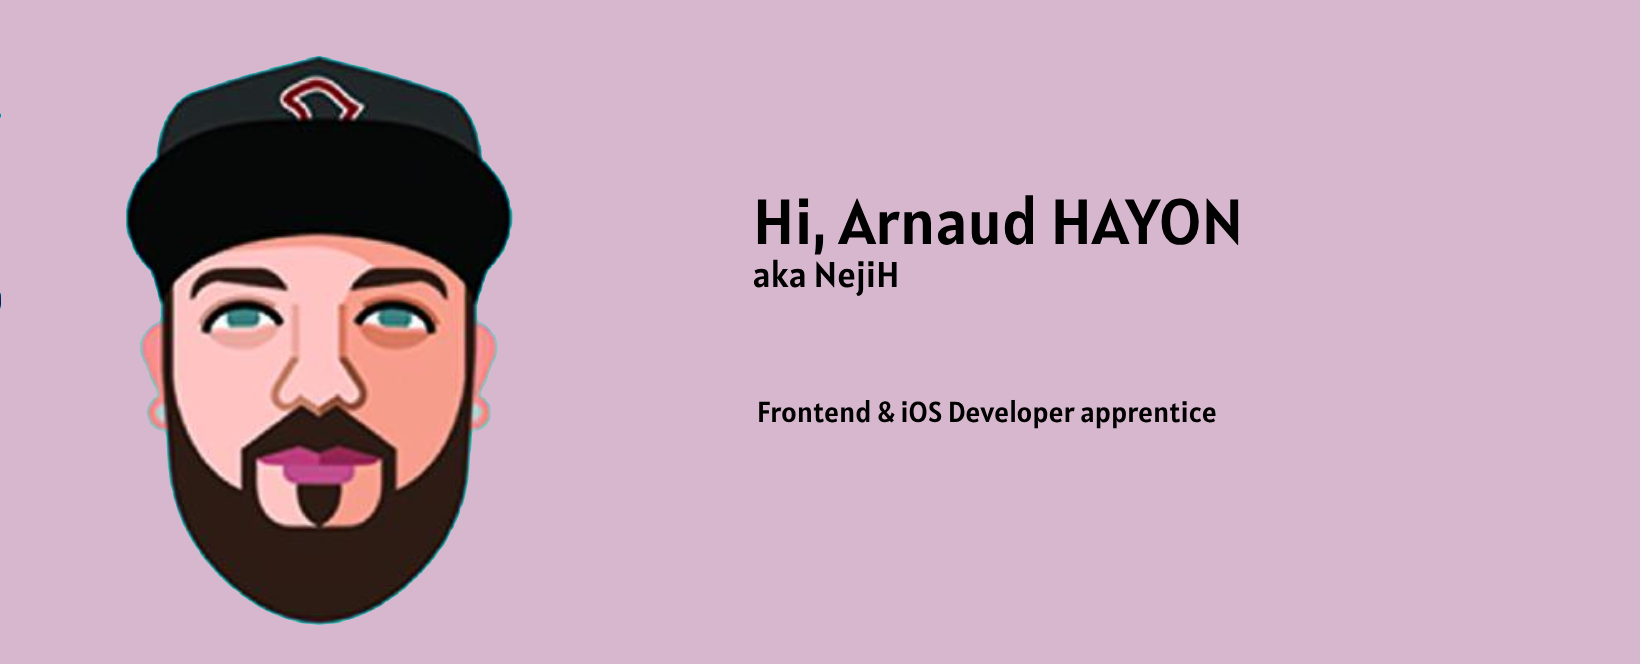 Hi, Arnaud HAYON
aka NejiH
Frontend & iOS Developer apprentice